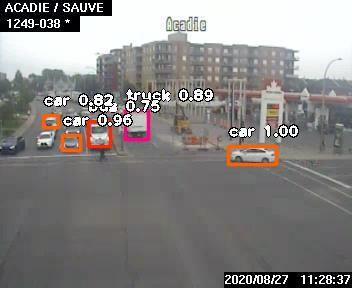 ACADIE / SAUVE
1249-038 *
Acadie
car 0.82
bus 0.75
truck 0.89
car 0.96
car 1.00
2020/08/27 11:28:37